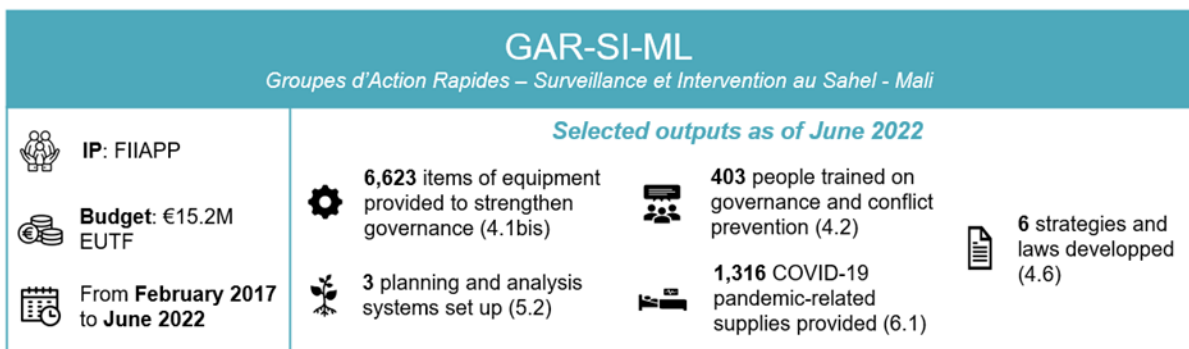 GAR-SI-ML
Groupes d'Action Rapides – Surveillance et Intervention au Sahel - Mali
IP: FIIAPP
Budget: €15.2M
EUTF
From February 2017
to June 2022
Selected outputs as of June 2022
6,623 items of equipment
provided to strengthen
governance (4.1bis)
3 planning and analysis
systems set up (5.2)
403 people trained on
governance and conflict
prevention (4.2)
1,316 COVID-19
pandemic-related
supplies provided (6.1)
6 strategies and
laws developped
(4.6)